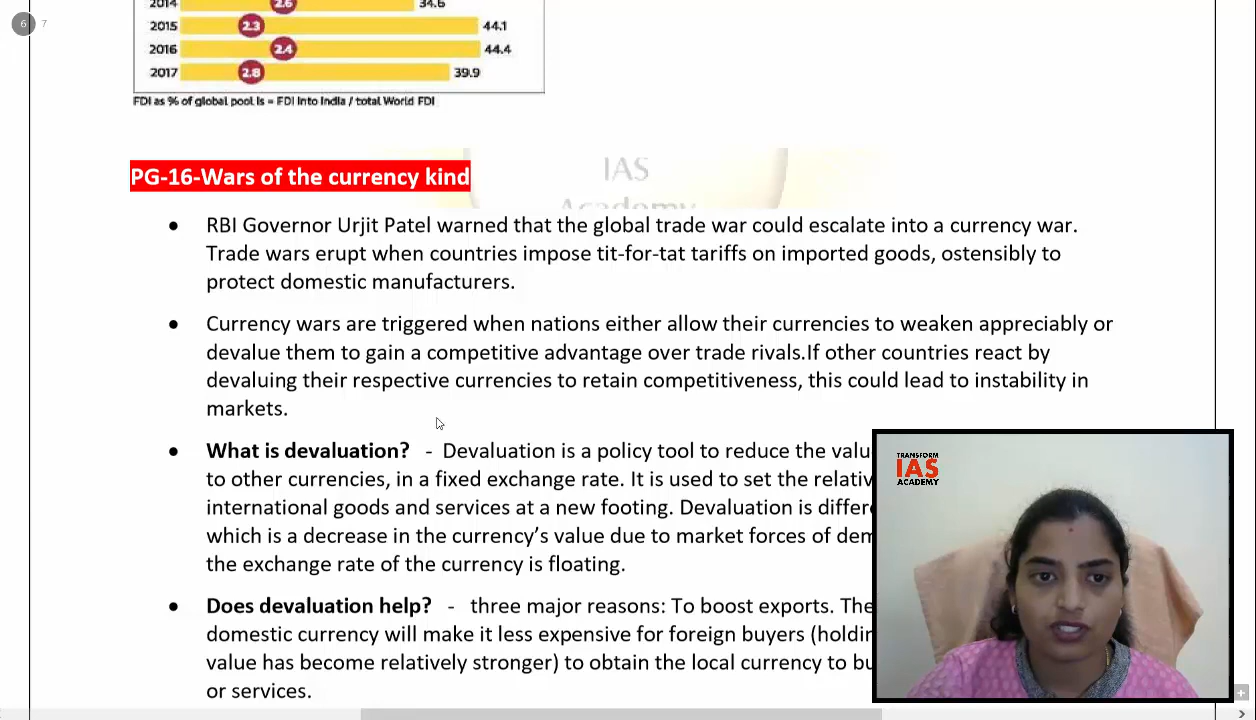 6 7
2014 2.6 34.6
2015 2.3 44.1
2016 2.4 44.4
2017 2.8 39.9
FDI as % of global pool is = FDI into India / total World FDI
IAS
Academy
PG-16-Wars of the currency kind
• RBI Governor Urjit Patel warned that the global trade war could escalate into a currency war.
Trade wars erupt when countries impose tit-for-tat tariffs on imported goods, ostensibly to
protect domestic manufacturers.
• Currency wars are triggered when nations either allow their currencies to weaken appreciably or
devalue them to gain a competitive advantage over trade rivals.If other countries react by
devaluing their respective currencies to retain competitiveness, this could lead to instability in
markets.
• What is devaluation? - Devaluation is a policy tool to reduce the valu
to other currencies, in a fixed exchange rate. It is used to set the relativ
international goods and services at a new footing. Devaluation is differe
which is a decrease in the currency's value due to market forces of dem
the exchange rate of the currency is floating.
• Does devaluation help? - three major reasons: To boost exports. The
domestic currency will make it less expensive for foreign buyers (holdin
value has become relatively stronger) to obtain the local currency to bu
or services.
TRANSFORM
IAS
ACADEMY